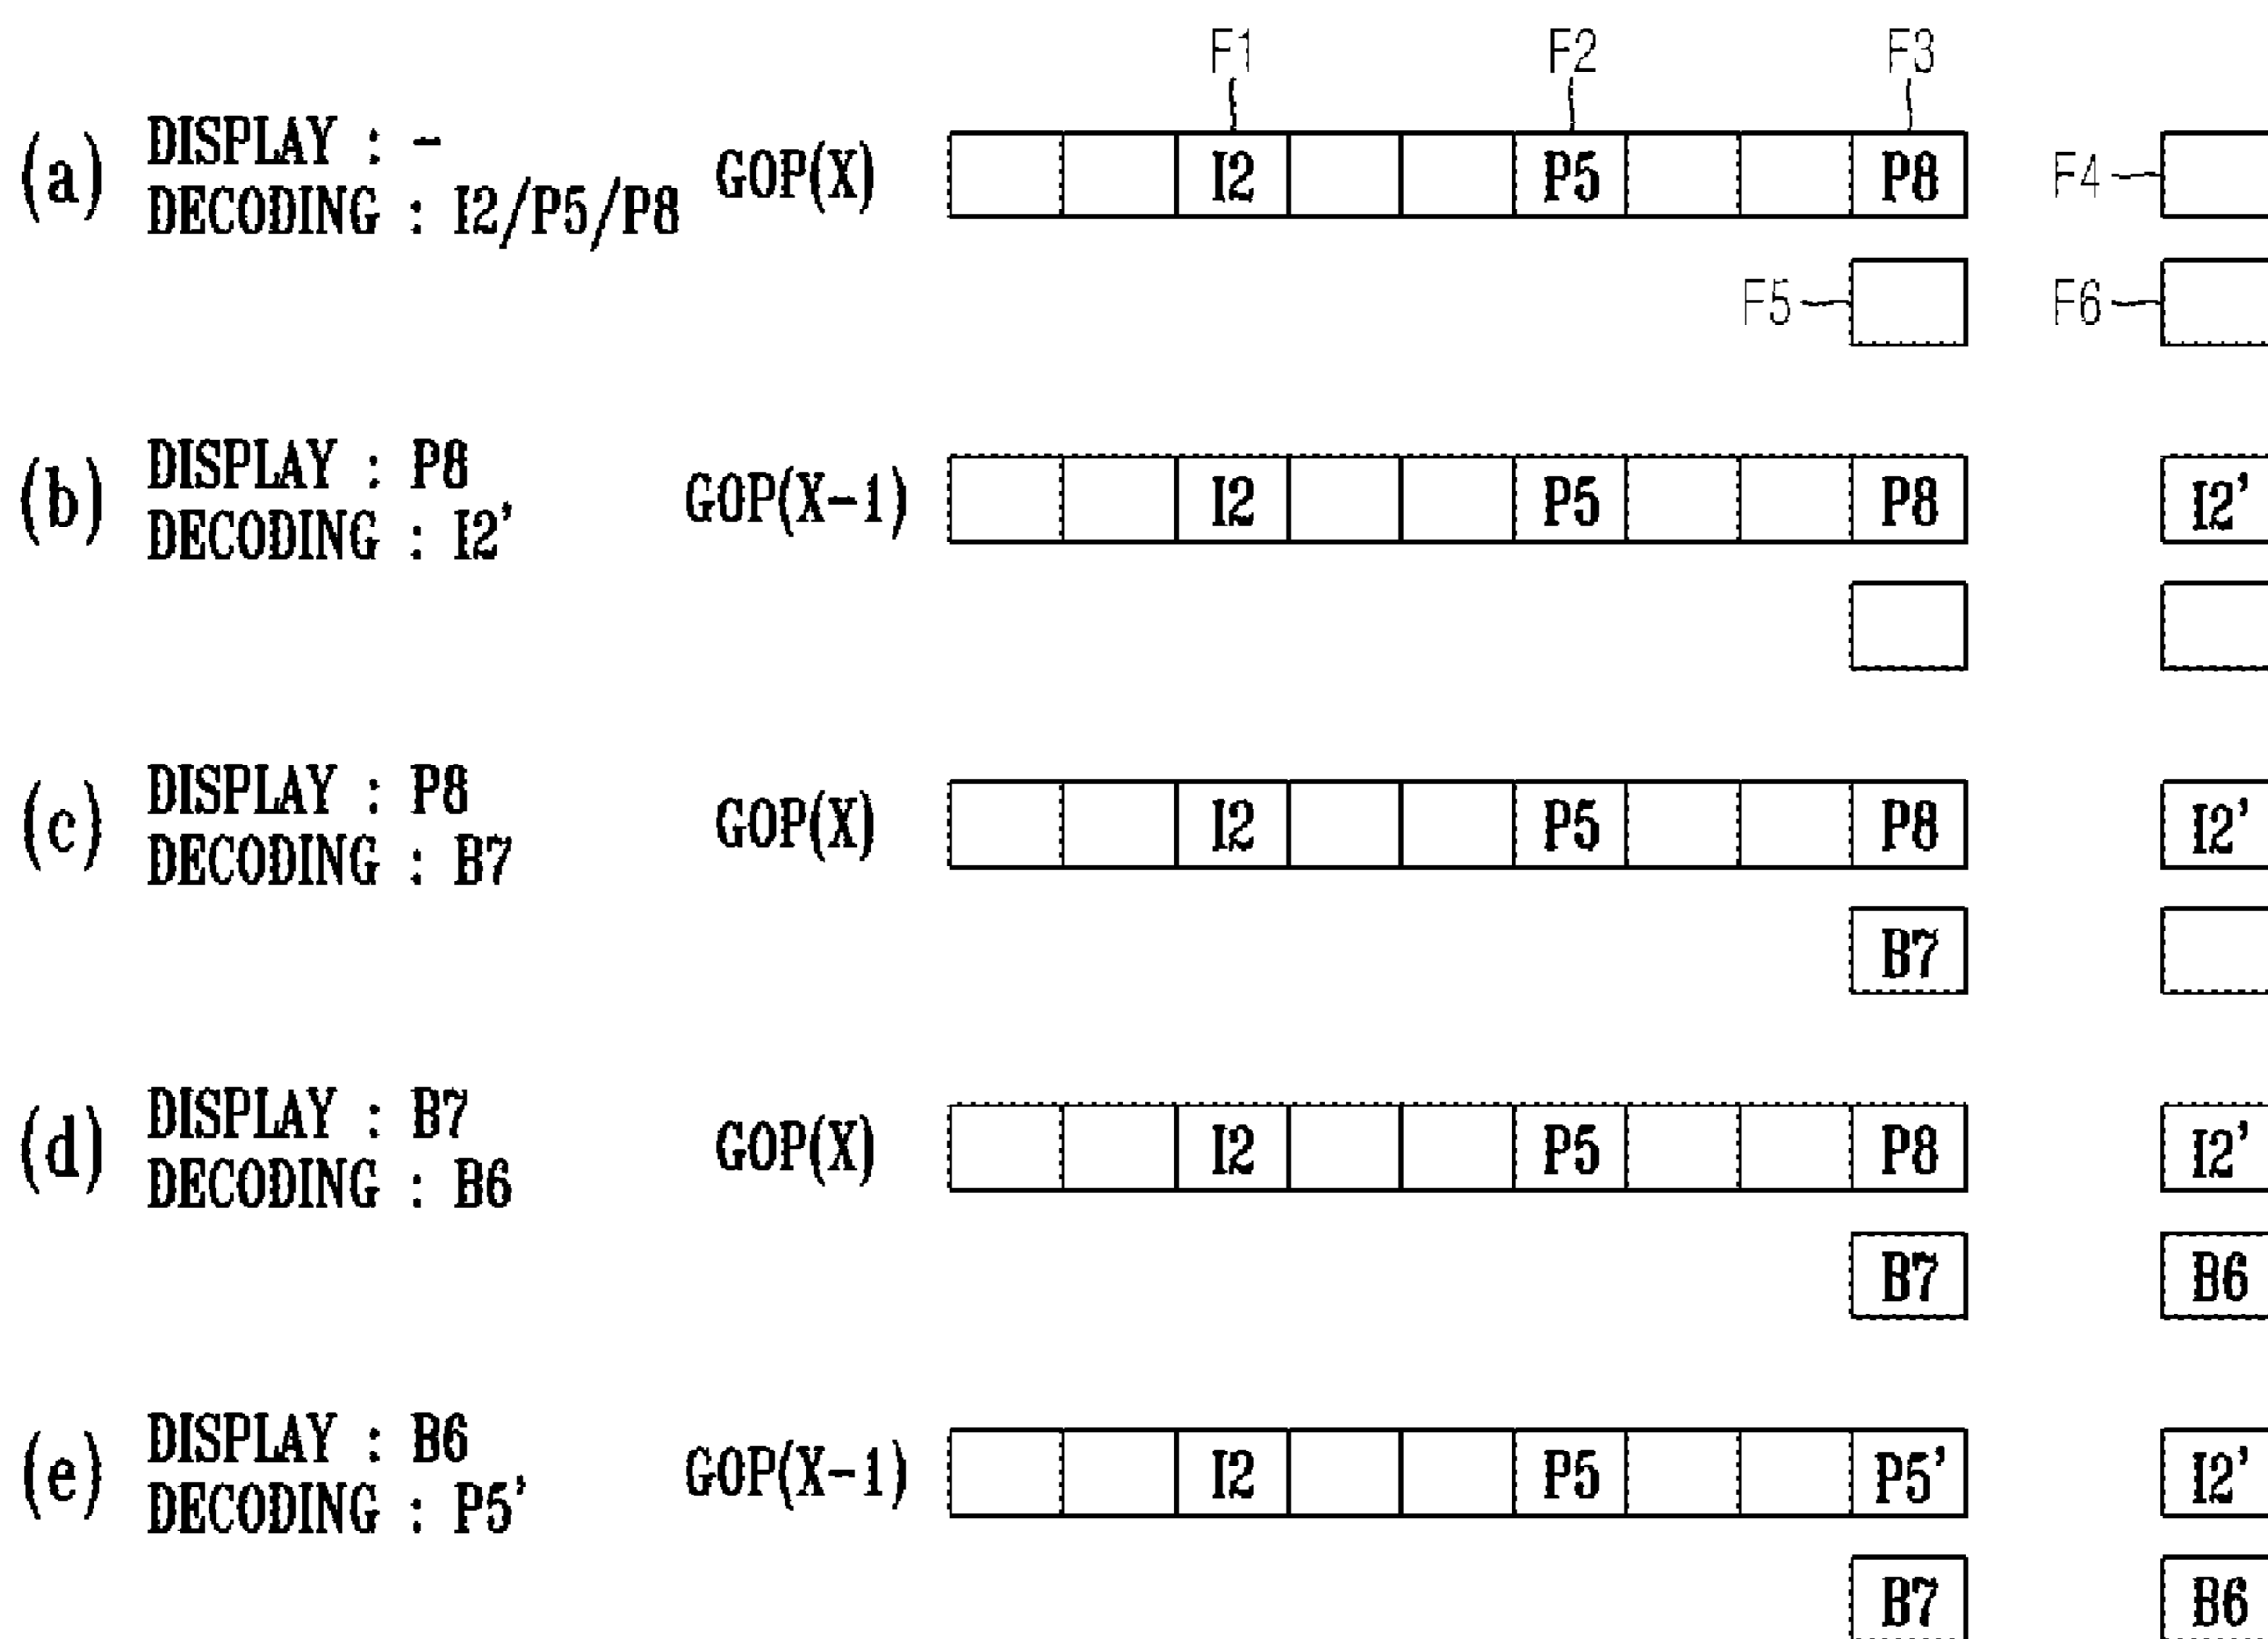 F1 F2 F3
(a) DISPLAY : -
DECODING : I2/P5/P8 GOP(X) I2 P5 P8 F4
F5 F6
(b) DISPLAY : P8
DECODING : I2' GOP(X-1) I2 P5 P8 I2'
(c) DISPLAY : P8
DECODING : B7 GOP(X) I2 P5 P8 I2'
B7
(d) DISPLAY : B7
DECODING : B6 GOP(X) I2 P5 P8 I2'
B7 B6
(e) DISPLAY : B6
DECODING : P5' GOP(X-1) I2 P5 P5' I2'
B7 B6